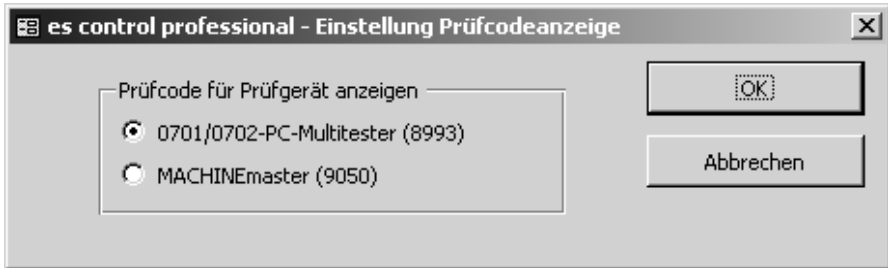 es control professional - Einstellung Prüfcodeanzeige
Prüfcode für Prüfgerät anzeigen
OK
0701/0702-PC-Multitester (8993)
MACHINEmaster (9050)
Abbrechen